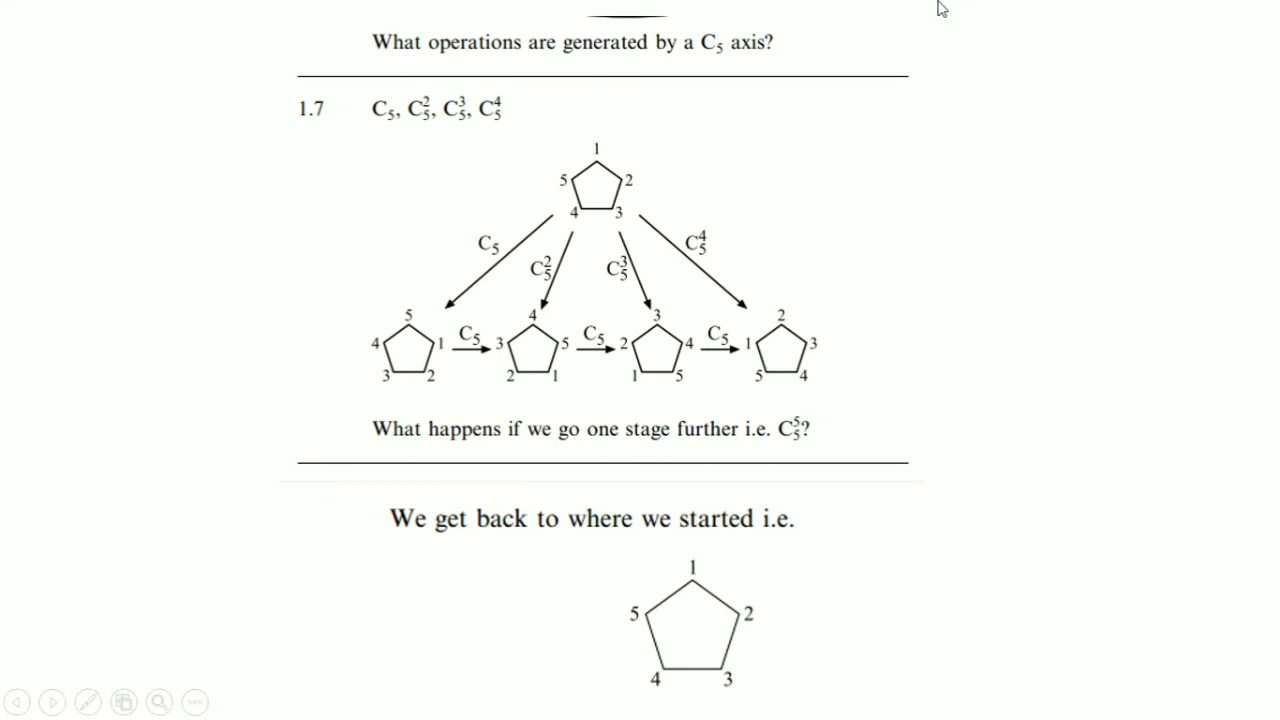 What operations are generated by a C₅ axis?
1.7 C₅, C₅², C₅³, C₅⁴
1
5 2
4 3
C₅ C₅² C₅³ C₅⁴
5 4 3 2
4 1 C₅ 3 5 C₅ 2 4 C₅ 1 3
3 2 2 1 1 5 5 4
What happens if we go one stage further i.e. C₅⁵?
We get back to where we started i.e.
1
5 2
4 3